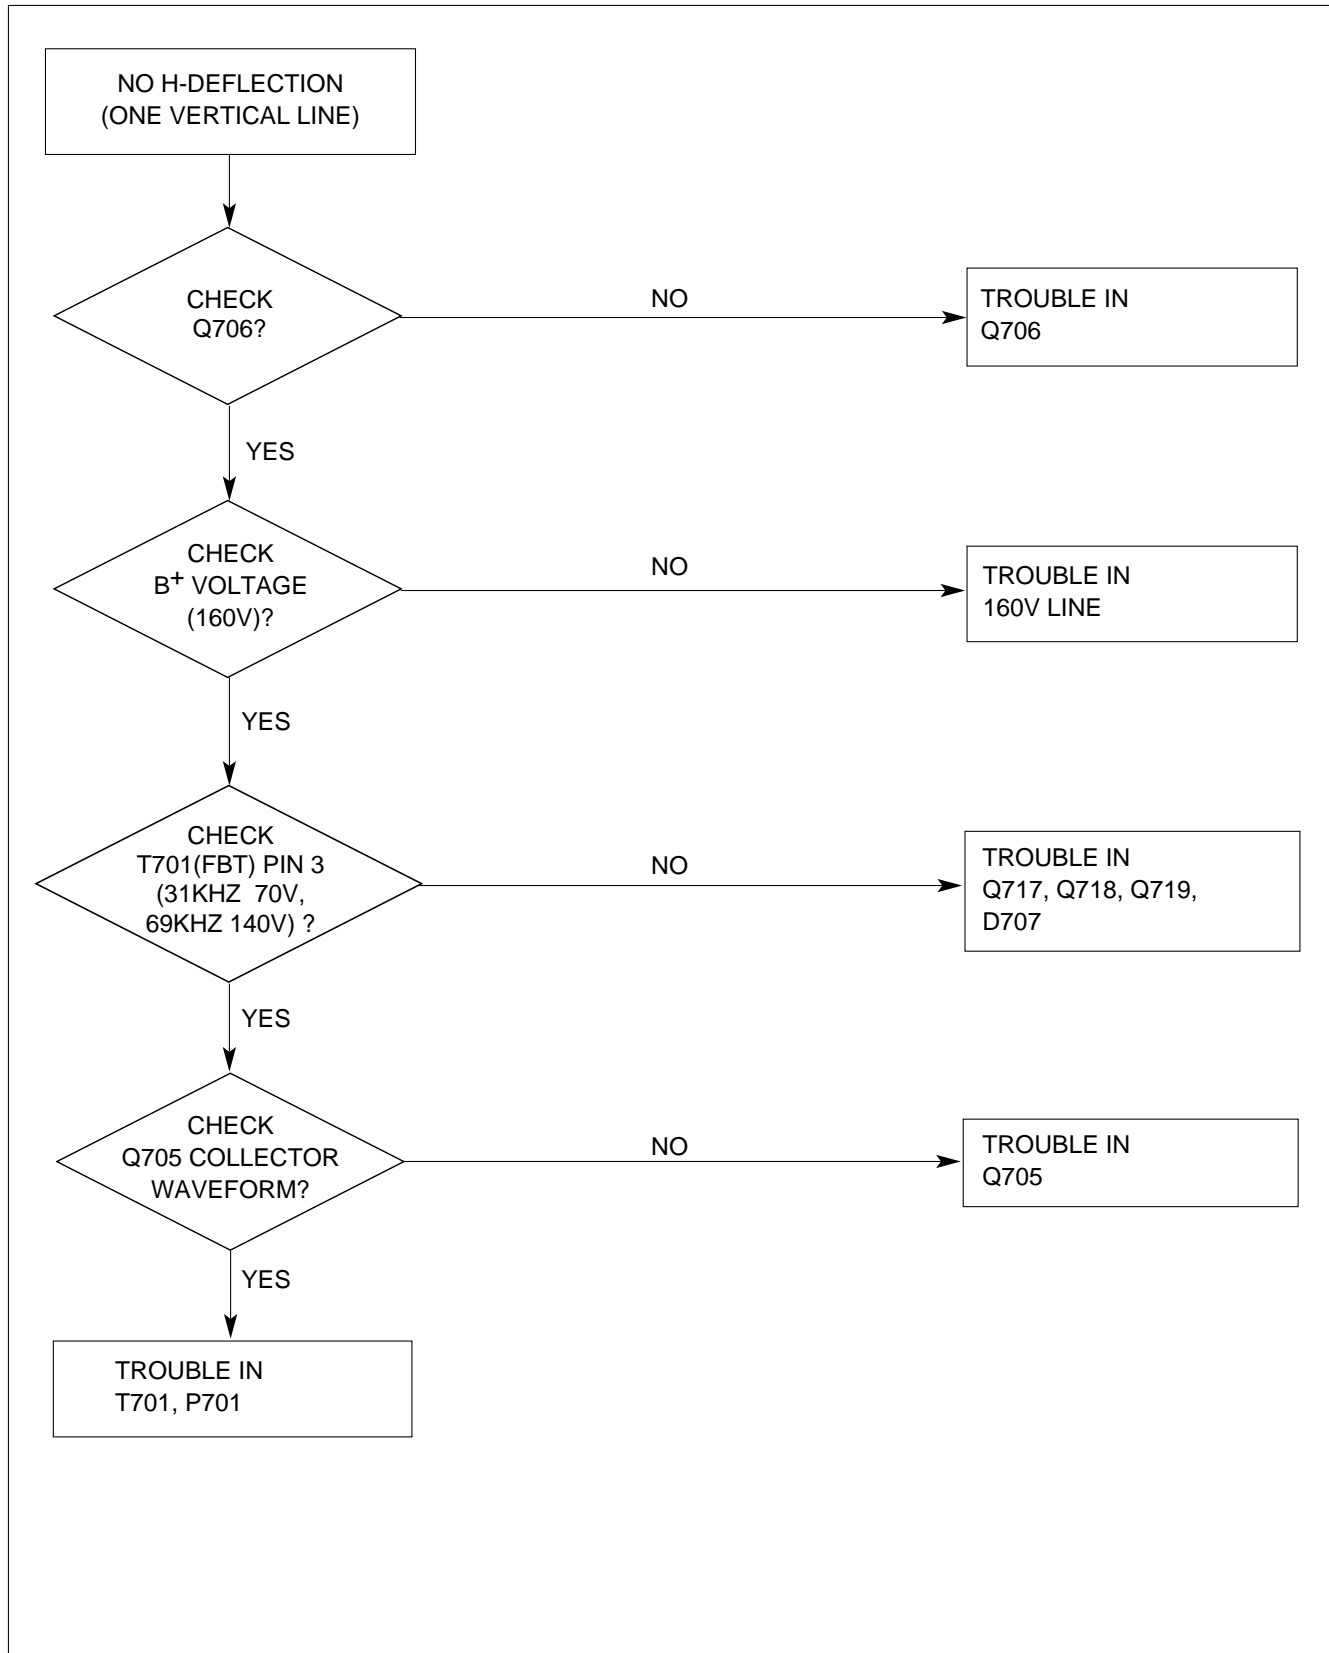 NO H-DEFLECTION
(ONE VERTICAL LINE)
CHECK
Q706?
NO
TROUBLE IN
Q706
YES
CHECK
B+ VOLTAGE
(160V)?
NO
TROUBLE IN
160V LINE
YES
CHECK
T701(FBT) PIN 3
(31KHZ 70V,
69KHZ 140V) ?
NO
TROUBLE IN
Q717, Q718, Q719,
D707
YES
CHECK
Q705 COLLECTOR
WAVEFORM?
NO
TROUBLE IN
Q705
YES
TROUBLE IN
T701, P701